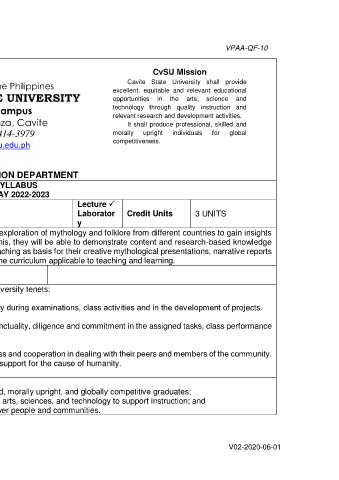 VPAA-QF-10
CvSU Mission
Cavite State University shall provide
excellent, equitable and relevant educational
opportunities in the arts, science and
technology through quality instruction and
relevant research and development activities.
It shall produce professional, skilled and
morally upright individuals for global
competitiveness.
e Philippines
E UNIVERSITY
ampus
nza, Cavite
414-3979
u.edu.ph
ION DEPARTMENT
YLLABUS
AY 2022-2023
Lecture ✓
Laborator
y
Credit Units
3 UNITS
exploration of mythology and folklore from different countries to gain insights
his, they will be able to demonstrate content and research-based knowledge
ching as basis for their creative mythological presentations, narrative reports
he curriculum applicable to teaching and learning.
versity tenets:
y during examinations, class activities and in the development of projects.
nctuality, diligence and commitment in the assigned tasks, class performance
ss and cooperation in dealing with their peers and members of the community.
support for the cause of humanity.
d, morally upright, and globally competitive graduates:
arts, sciences, and technology to support instruction; and
wer people and communities.
V02-2020-06-01